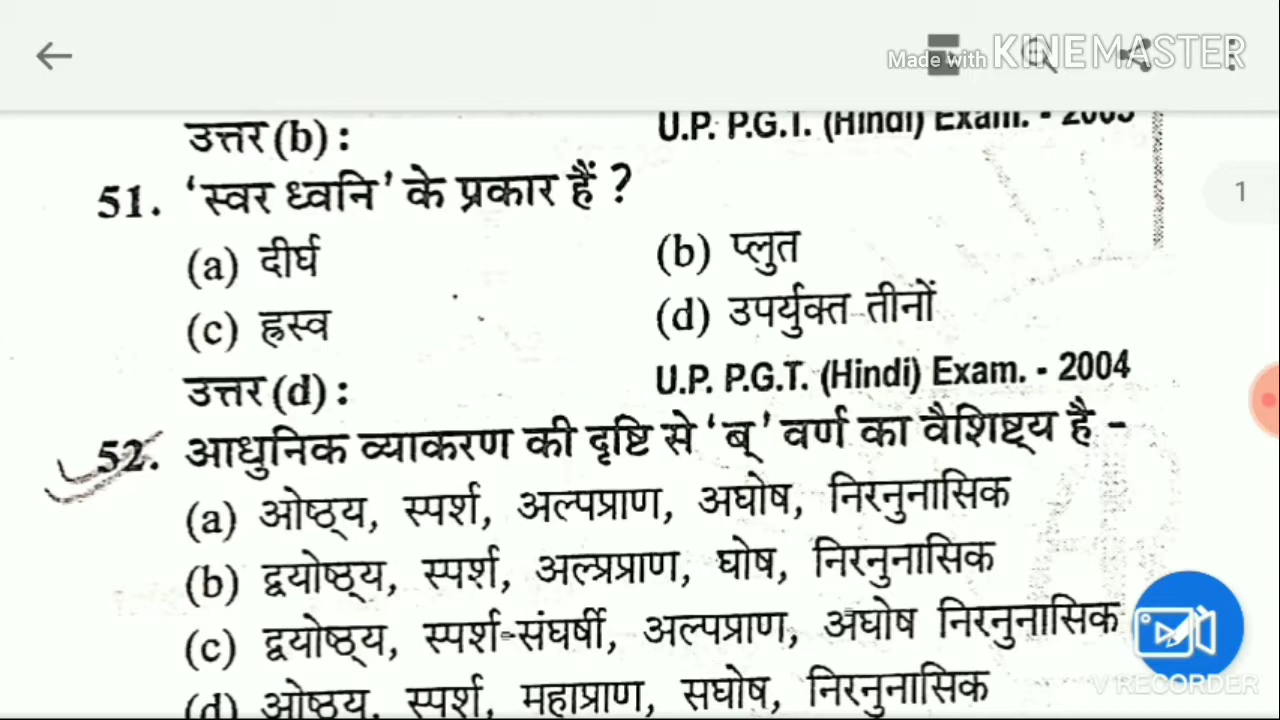 Made with KINEMASTER
उत्तर (b) :
U.P. P.G.T. (Hindi) Exam. - 2005
51. ‘स्वर ध्वनि’ के प्रकार हैं ?
1
(a) दीर्घ (b) प्लुत
(c) ह्रस्व (d) उपर्युक्त तीनों
उत्तर (d) : U.P. P.G.T. (Hindi) Exam. - 2004
52. आधुनिक व्याकरण की दृष्टि से ‘ब्’ वर्ण का वैशिष्ट्य है -
(a) ओष्ठ्य, स्पर्श, अल्पप्राण, अघोष, निरनुनासिक
(b) द्वयोष्ठ्य, स्पर्श, अल्प्रप्राण, घोष, निरनुनासिक
(c) द्वयोष्ठ्य, स्पर्श-संघर्षी, अल्पप्राण, अघोष निरनुनासिक
(d) ओष्ठ्य, स्पर्श, महाप्राण, सघोष, निरनुनासिक
V RECORDER